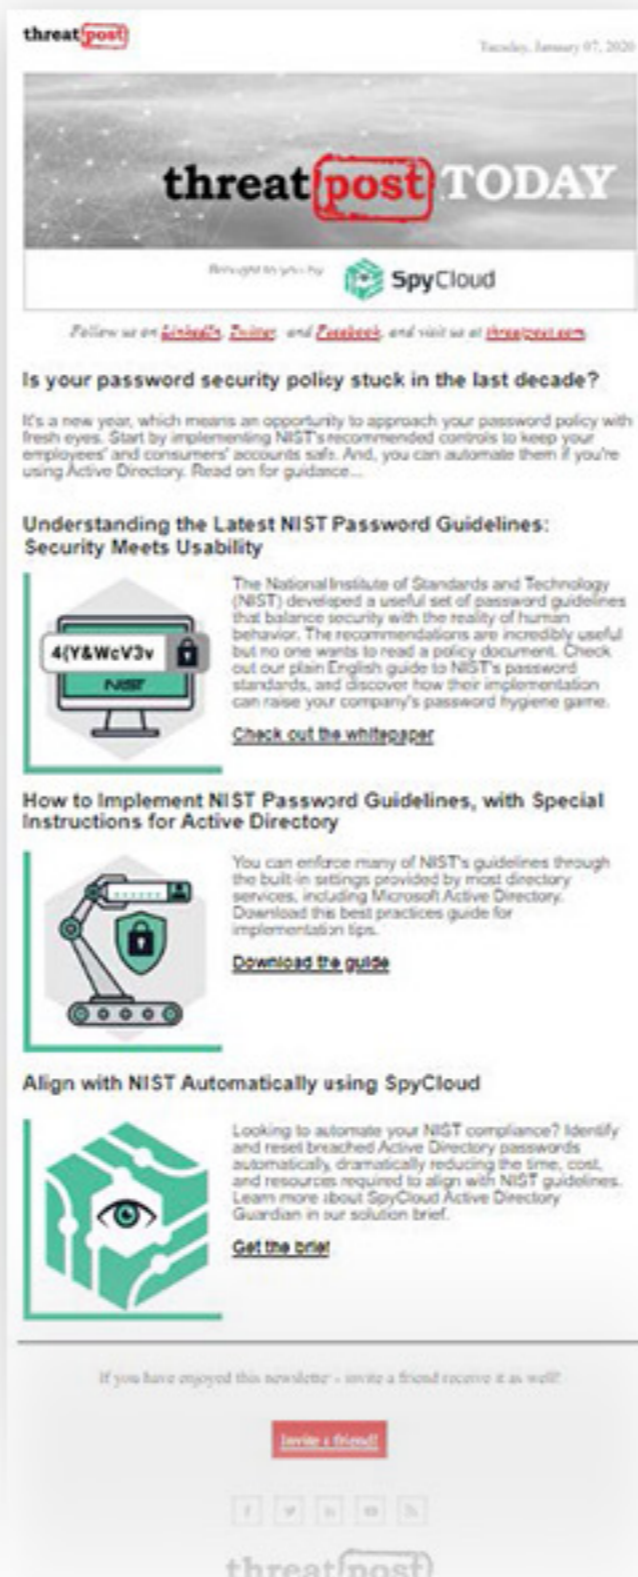 threatpost
Tuesday, January 07, 2020
threatpost TODAY
Brought to you by SpyCloud
Follow us on LinkedIn, Twitter, and Facebook, and visit us at threatpost.com.
Is your password security policy stuck in the last decade?
It's a new year, which means an opportunity to approach your password policy with
fresh eyes. Start by implementing NIST's recommended controls to keep your
employees' and consumers' accounts safe. And, you can automate them if you're
using Active Directory. Read on for guidance...
Understanding the Latest NIST Password Guidelines:
Security Meets Usability
4(Y&WcV3v
NIST
The National Institute of Standards and Technology
(NIST) developed a useful set of password guidelines
that balance security with the reality of human
behavior. The recommendations are incredibly useful
but no one wants to read a policy document. Check
out our plain English guide to NIST's password
standards, and discover how their implementation
can raise your company's password hygiene game.
Check out the whitepaper
How to Implement NIST Password Guidelines, with Special
Instructions for Active Directory
You can enforce many of NIST's guidelines through
the built-in settings provided by most directory
services, including Microsoft Active Directory.
Download this best practices guide for
implementation tips.
Download the guide
Align with NIST Automatically using SpyCloud
Looking to automate your NIST compliance? Identify
and reset breached Active Directory passwords
automatically, dramatically reducing the time, cost,
and resources required to align with NIST guidelines.
Learn more about SpyCloud Active Directory
Guardian in our solution brief.
Get the brief
If you have enjoyed this newsletter - invite a friend receive it as well!
Invite a friend!
threatpost